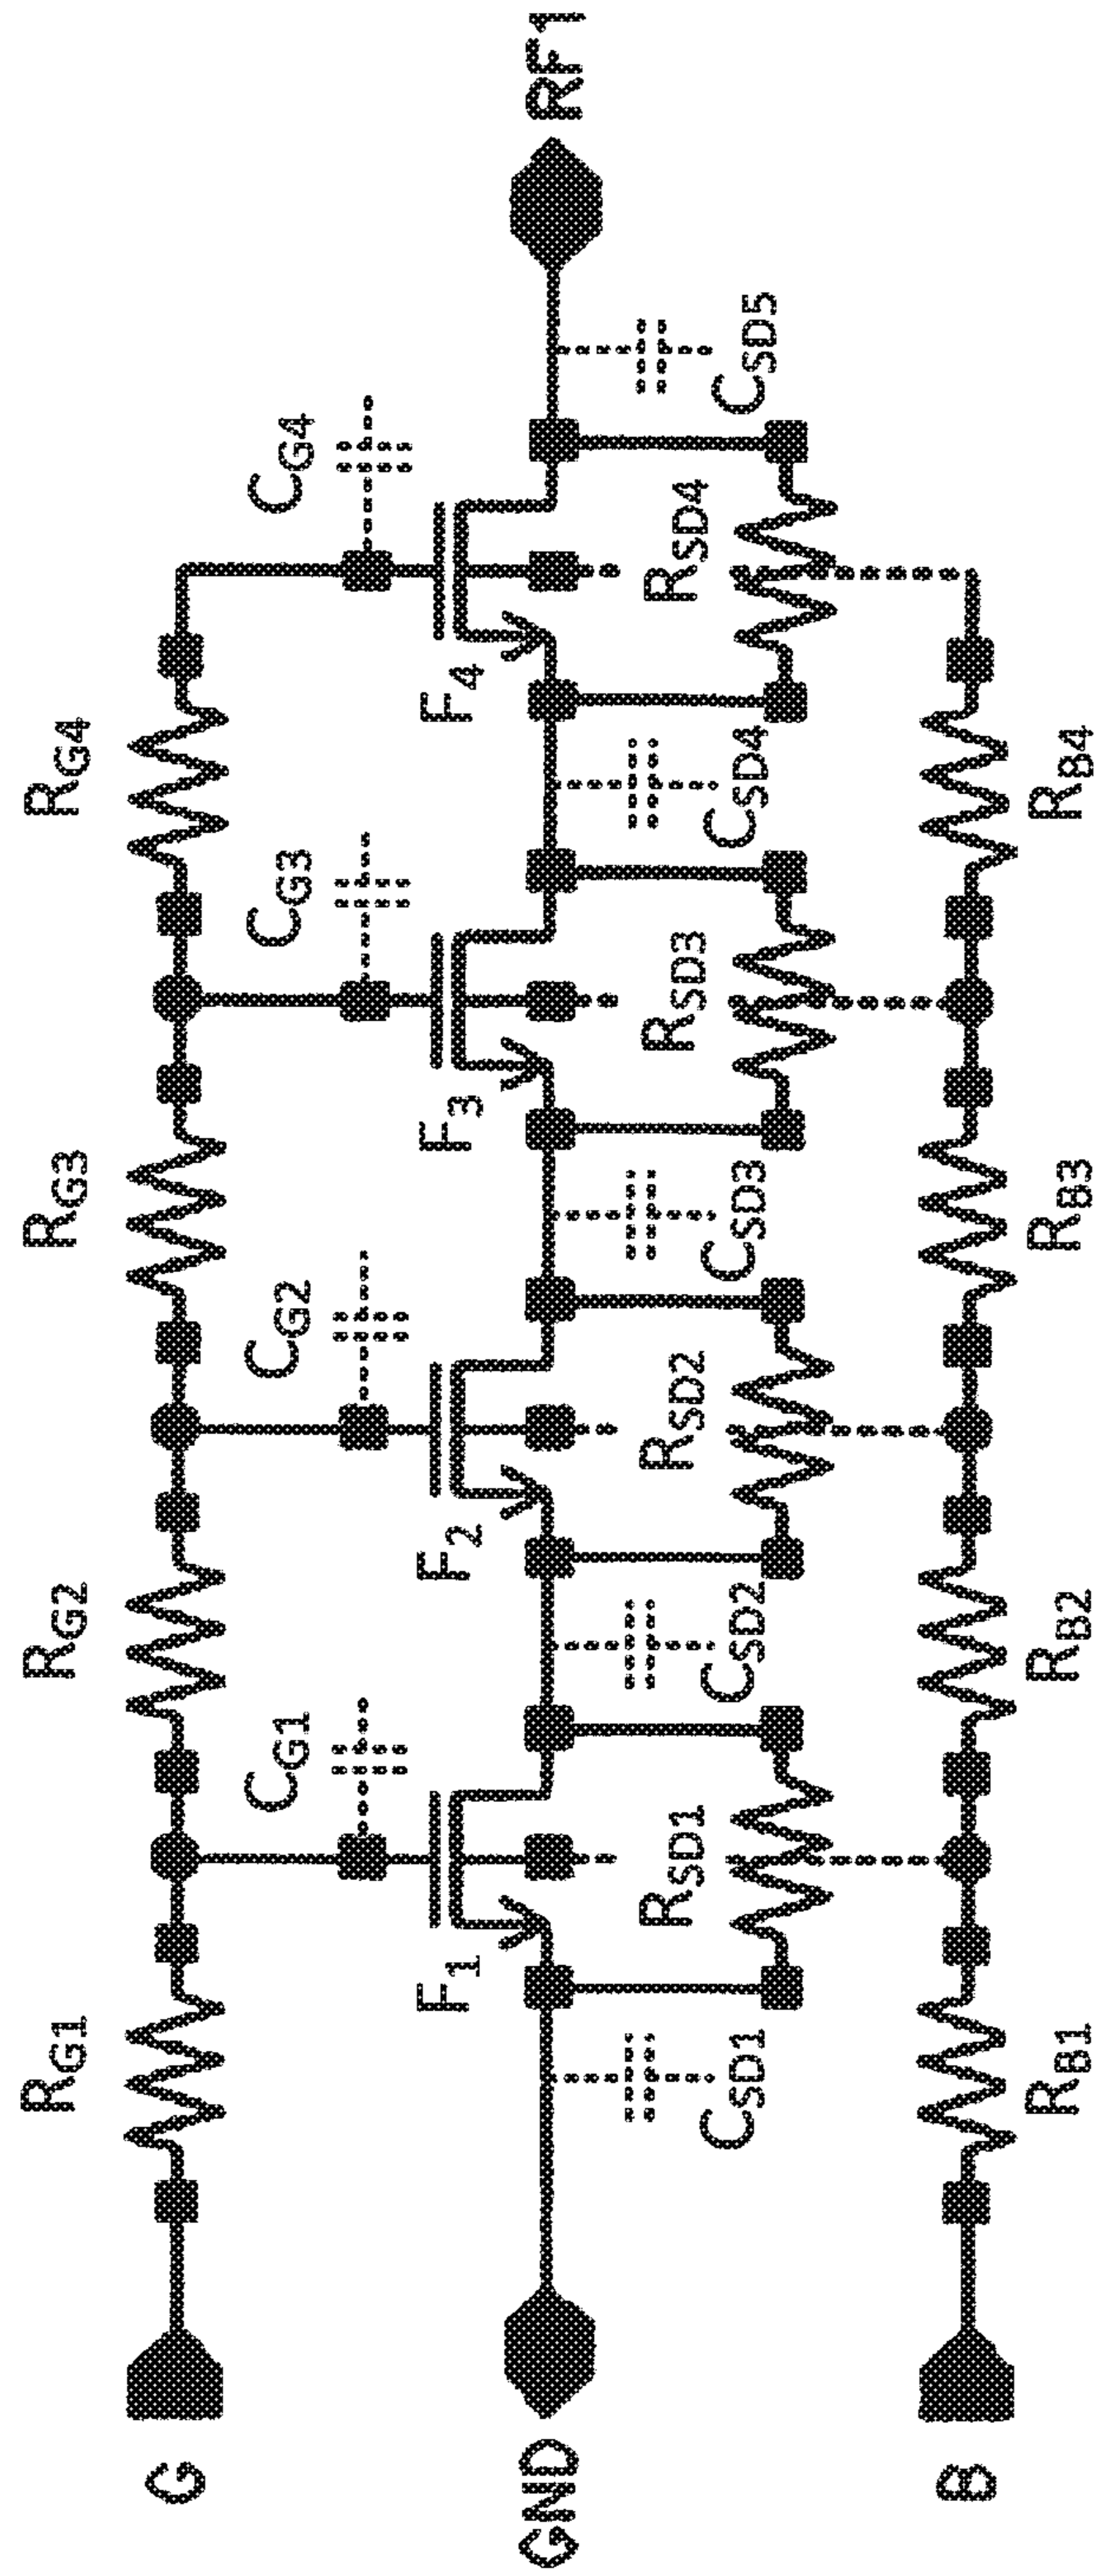 RG1 RG2 RG3 RG4
CG1 CG2 CG3 CG4
F1 F2 F3 F4
GND RF1
G
RSD1 RSD2 RSD3 RSD4
CSD1 CSD2 CSD3 CSD4 CSD5
B
RB1 RB2 RB3 RB4